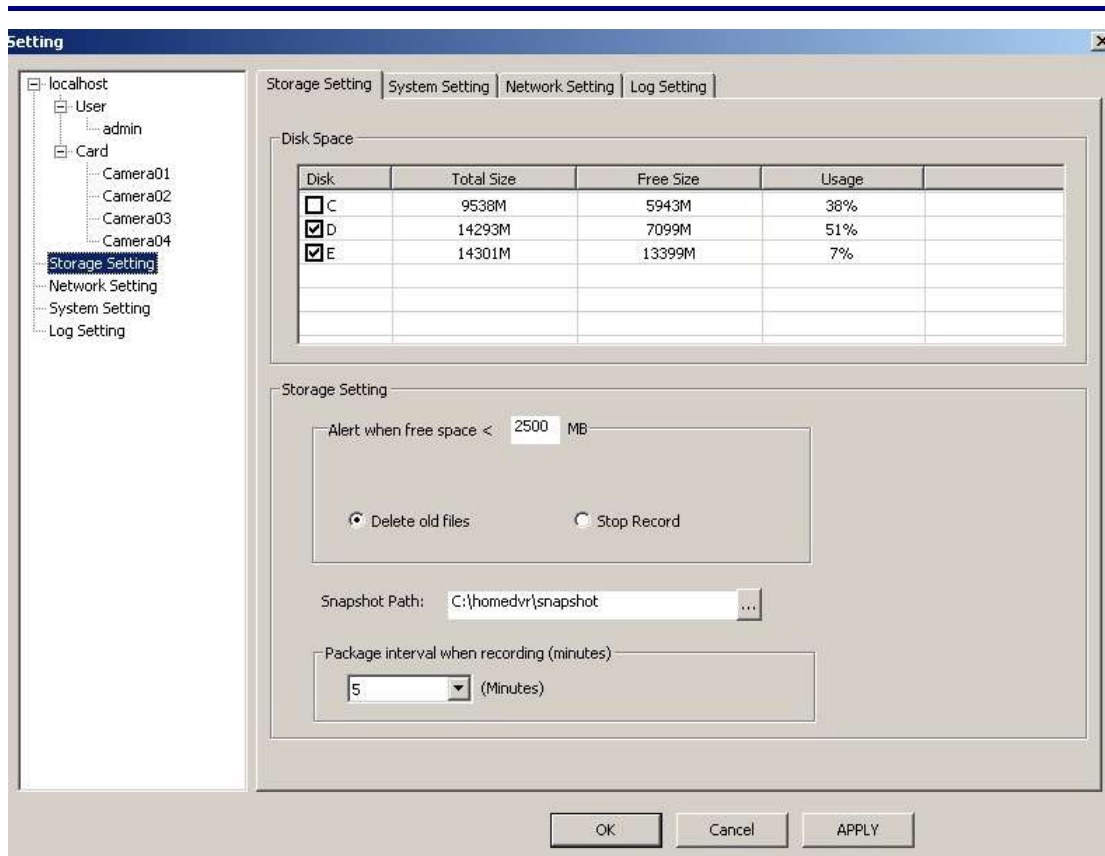 Setting
localhost
User
admin
Card
Camera01
Camera02
Camera03
Camera04
Storage Setting
Network Setting
System Setting
Log Setting
Storage Setting System Setting Network Setting Log Setting
Disk Space
Disk Total Size Free Size Usage
C 9538M 5943M 38%
D 14293M 7099M 51%
E 14301M 13399M 7%
Storage Setting
Alert when free space < 2500 MB
Delete old files Stop Record
Snapshot Path: C:\homedvr\snapshot ...
Package interval when recording (minutes)
5 (Minutes)
OK Cancel APPLY